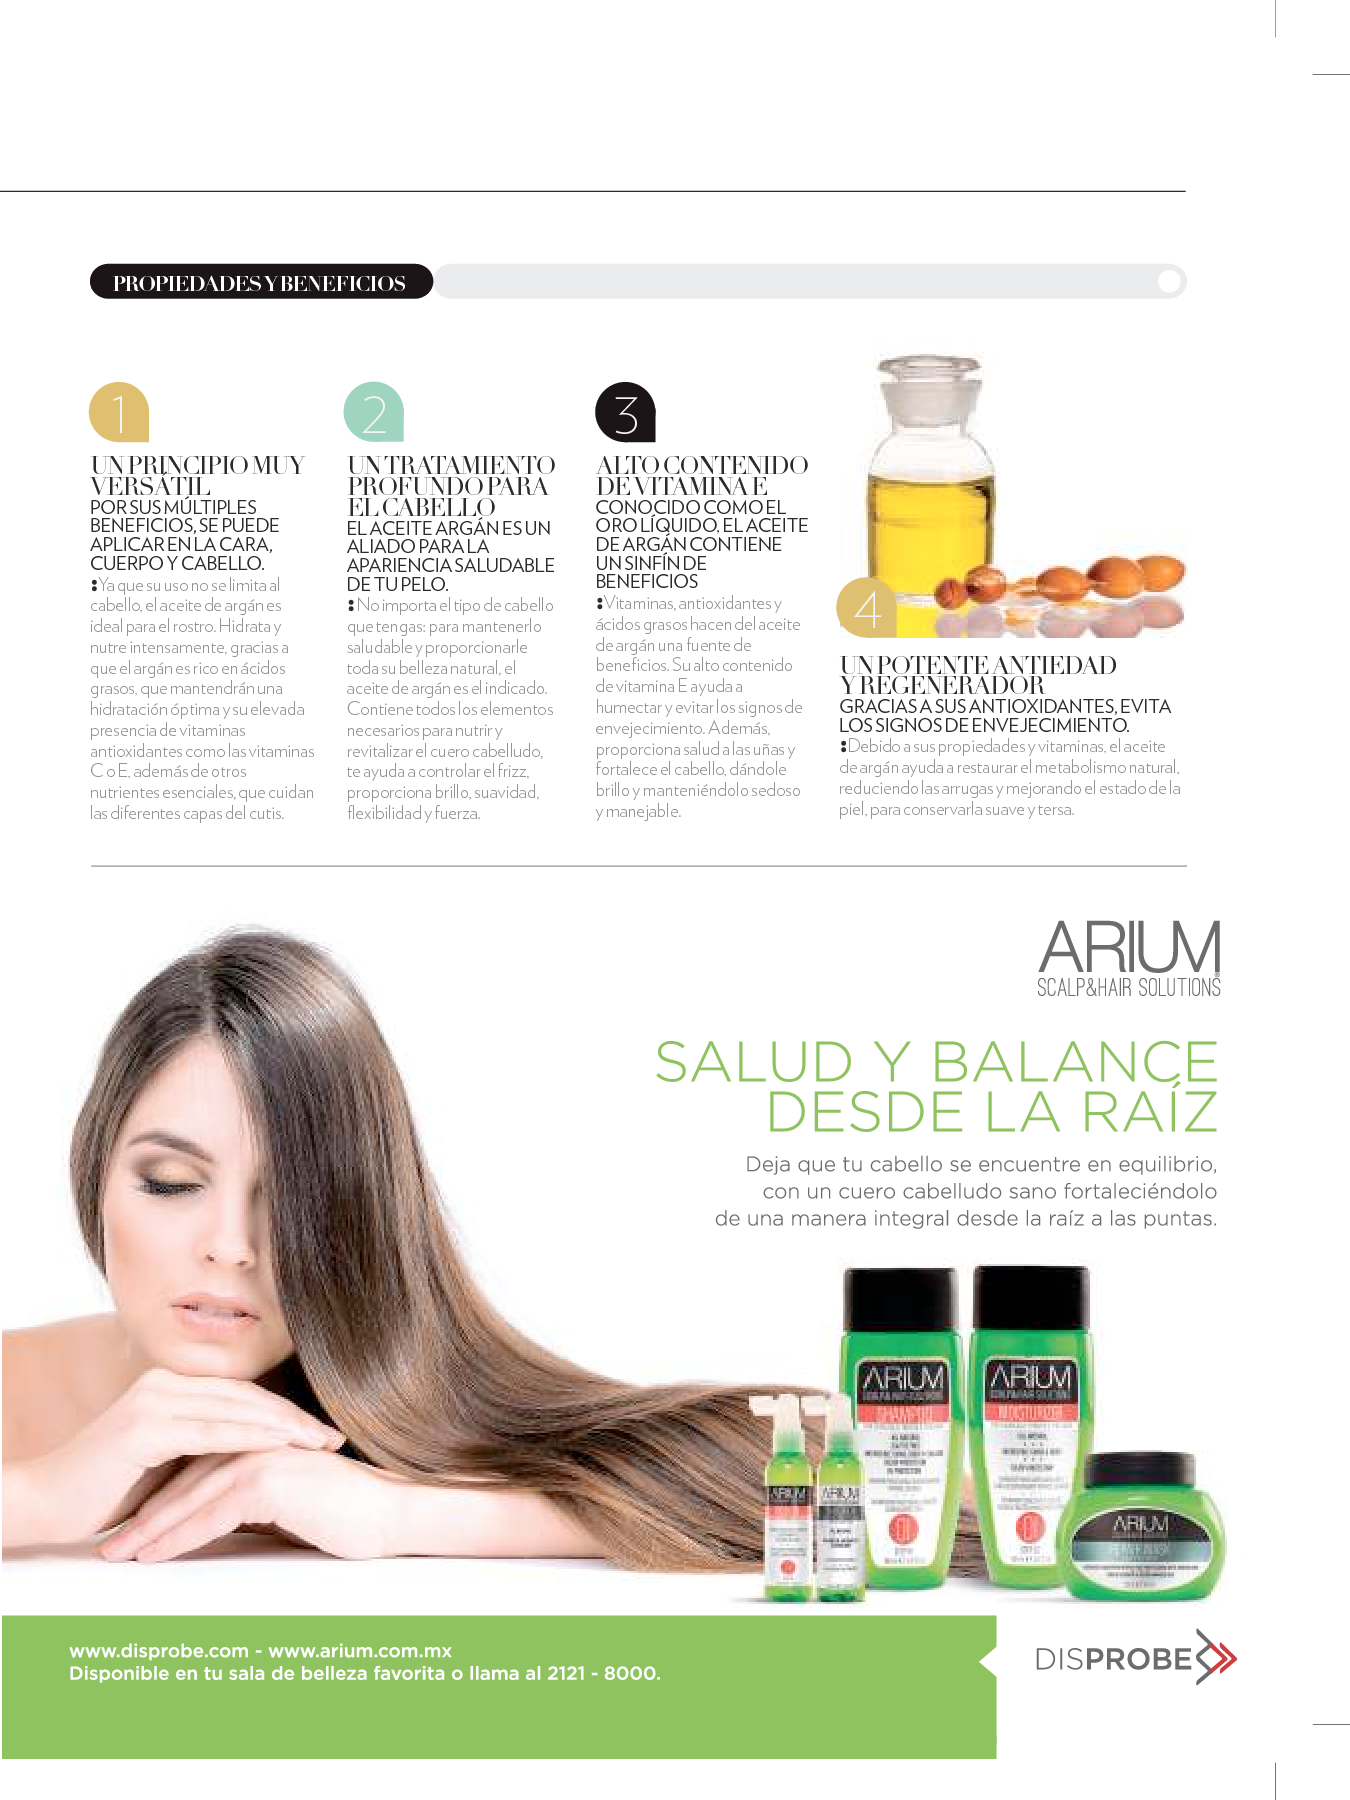 PROPIEDADES Y BENEFICIOS
1
UN PRINCIPIO MUY
VERSÁTIL
POR SUS MÚLTIPLES
BENEFICIOS, SE PUEDE
APLICAR EN LA CARA,
CUERPO Y CABELLO.
:Ya que su uso no se limita al
cabello, el aceite de argán es
ideal para el rostro. Hidrata y
nutre intensamente, gracias a
que el argán es rico en ácidos
grasos, que mantendrán una
hidratación óptima y su elevada
presencia de vitaminas
antioxidantes como las vitaminas
C o E, además de otros
nutrientes esenciales, que cuidan
las diferentes capas del cutis.
2
UN TRATAMIENTO
PROFUNDO PARA
EL CABELLO
EL ACEITE ARGÁN ES UN
ALIADO PARA LA
APARIENCIA SALUDABLE
DE TU PELO.
: No importa el tipo de cabello
que tengas: para mantenerlo
saludable y proporcionarle
toda su belleza natural, el
aceite de argán es el indicado.
Contiene todos los elementos
necesarios para nutrir y
revitalizar el cuero cabelludo,
te ayuda a controlar el frizz,
proporciona brillo, suavidad,
flexibilidad y fuerza.
3
ALTO CONTENIDO
DE VITAMINA E
CONOCIDO COMO EL
ORO LÍQUIDO, EL ACEITE
DE ARGÁN CONTIENE
UN SINFÍN DE
BENEFICIOS
:Vitaminas, antioxidantes y
ácidos grasos hacen del aceite
de argán una fuente de
beneficios. Su alto contenido
de vitamina E ayuda a
humectar y evitar los signos de
envejecimiento. Además,
proporciona salud a las uñas y
fortalece el cabello, dándole
brillo y manteniéndolo sedoso
y manejable.
4
UN POTENTE ANTIEDAD
Y REGENERADOR
GRACIAS A SUS ANTIOXIDANTES, EVITA
LOS SIGNOS DE ENVEJECIMIENTO.
:Debido a sus propiedades y vitaminas, el aceite
de argán ayuda a restaurar el metabolismo natural,
reduciendo las arrugas y mejorando el estado de la
piel, para conservarla suave y tersa.
ARIUM®
SCALP&HAIR SOLUTIONS
SALUD Y BALANCE
DESDE LA RAÍZ
Deja que tu cabello se encuentre en equilibrio,
con un cuero cabelludo sano fortaleciéndolo
de una manera integral desde la raíz a las puntas.
ARIUM
SHAMPOO
ARIUM
MOISTURIZER
ARIUM
ARIUM
ARIUM
www.disprobe.com - www.arium.com.mx
Disponible en tu sala de belleza favorita o llama al 2121 - 8000.
DISPROBE